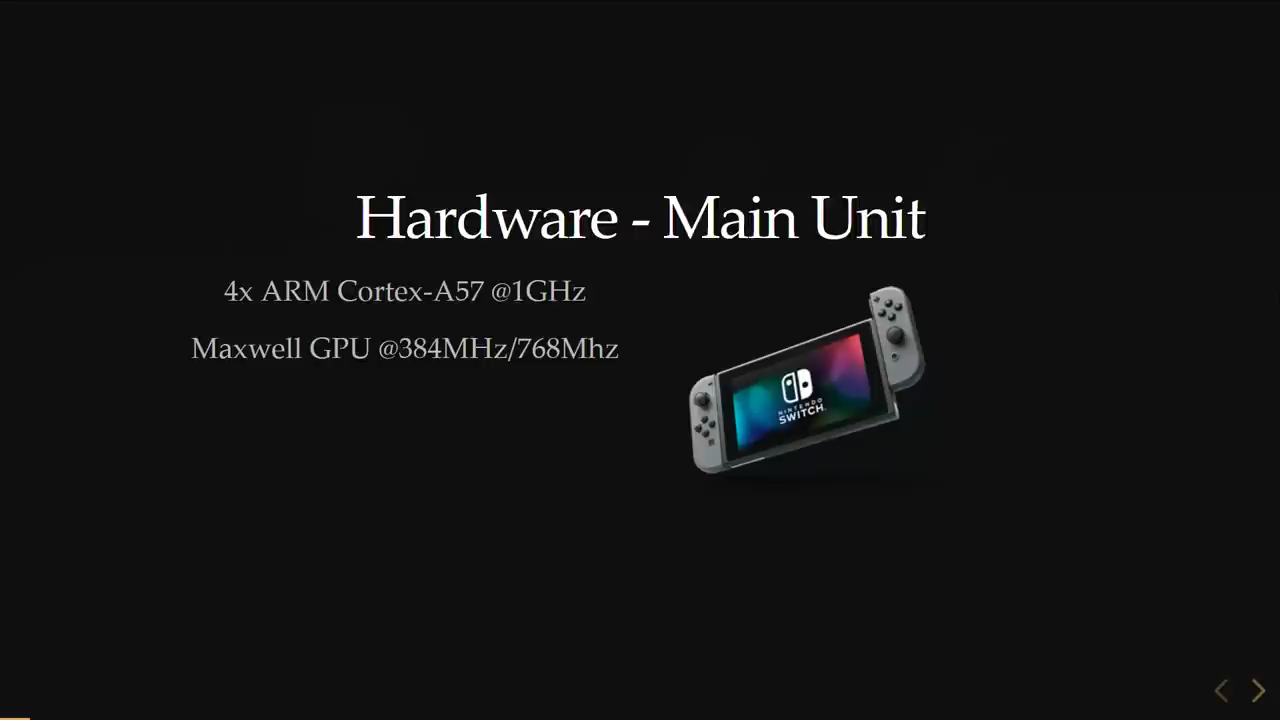 Hardware - Main Unit
4x ARM Cortex-A57 @1GHz
Maxwell GPU @384MHz/768Mhz
NINTENDO
SWITCH